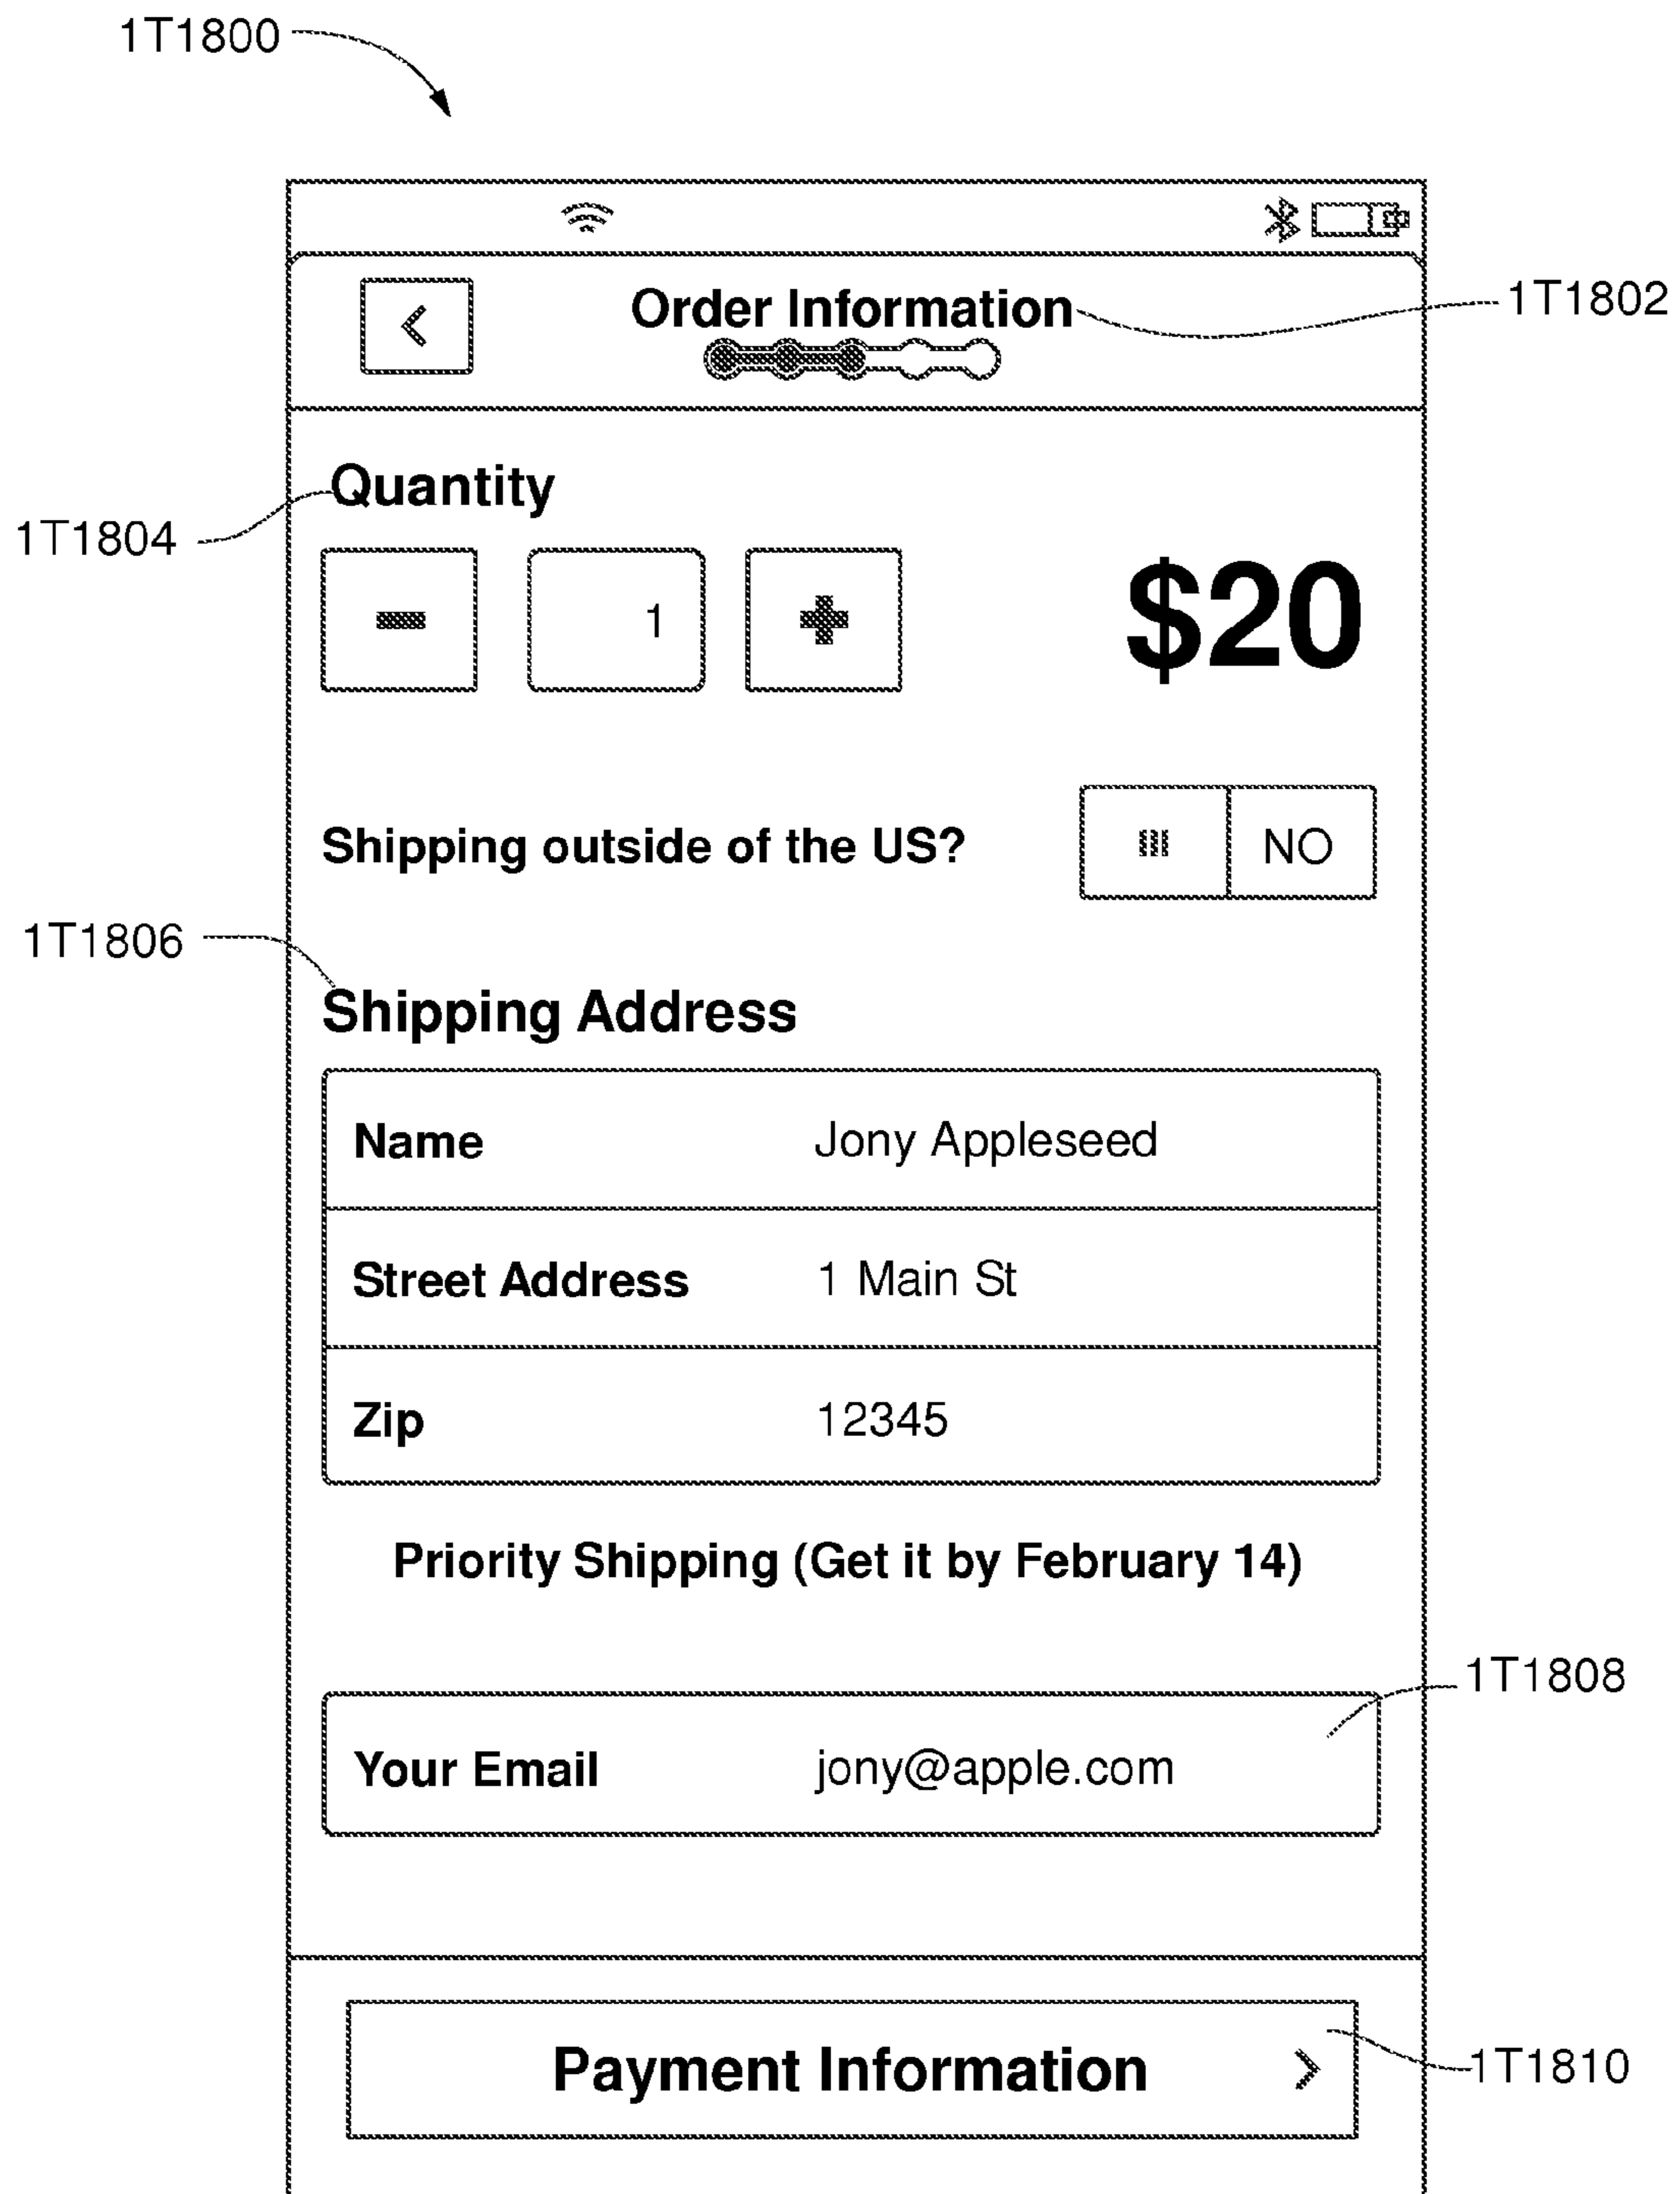 1T1800
Order Information
1T1802
Quantity
1T1804
1
$20
Shipping outside of the US?
NO
1T1806
Shipping Address
Name Jony Appleseed
Street Address 1 Main St
Zip 12345
Priority Shipping (Get it by February 14)
1T1808
Your Email jony@apple.com
Payment Information
1T1810